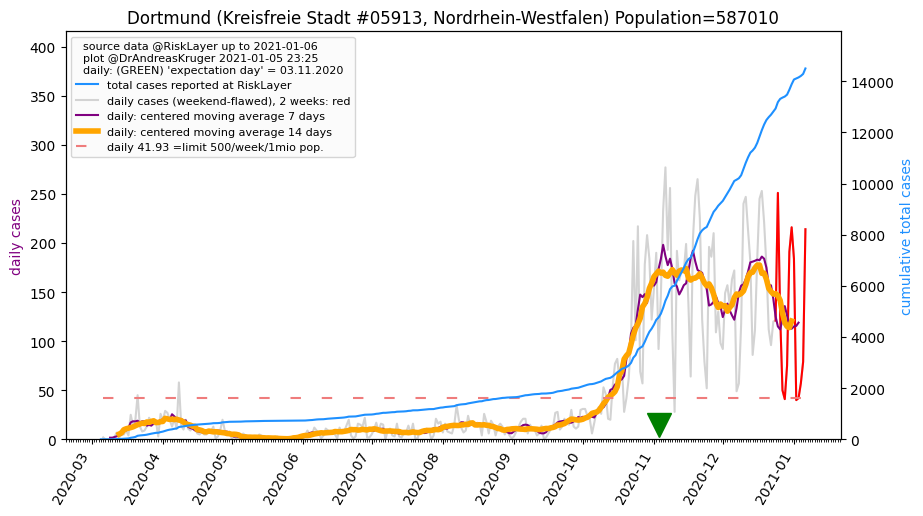 Dortmund (Kreisfreie Stadt #05913, Nordrhein-Westfalen) Population=587010
source data @RiskLayer up to 2021-01-06
plot @DrAndreasKruger 2021-01-05 23:25
daily: (GREEN) 'expectation day' = 03.11.2020
total cases reported at RiskLayer
daily cases (weekend-flawed), 2 weeks: red
daily: centered moving average 7 days
daily: centered moving average 14 days
daily 41.93 =limit 500/week/1mio pop.
daily cases
400
350
300
250
200
150
100
50
0
cumulative total cases
14000
12000
10000
8000
6000
4000
2000
0
2020-03
2020-04
2020-05
2020-06
2020-07
2020-08
2020-09
2020-10
2020-11
2020-12
2021-01